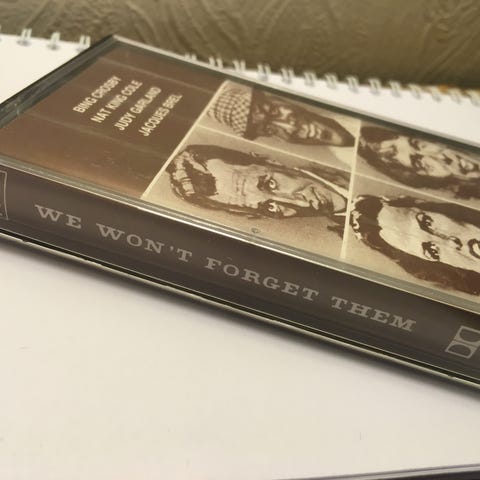 BING CROSBY
NAT KING COLE
JUDY GARLAND
JACQUES BREL
WE WON'T FORGET THEM